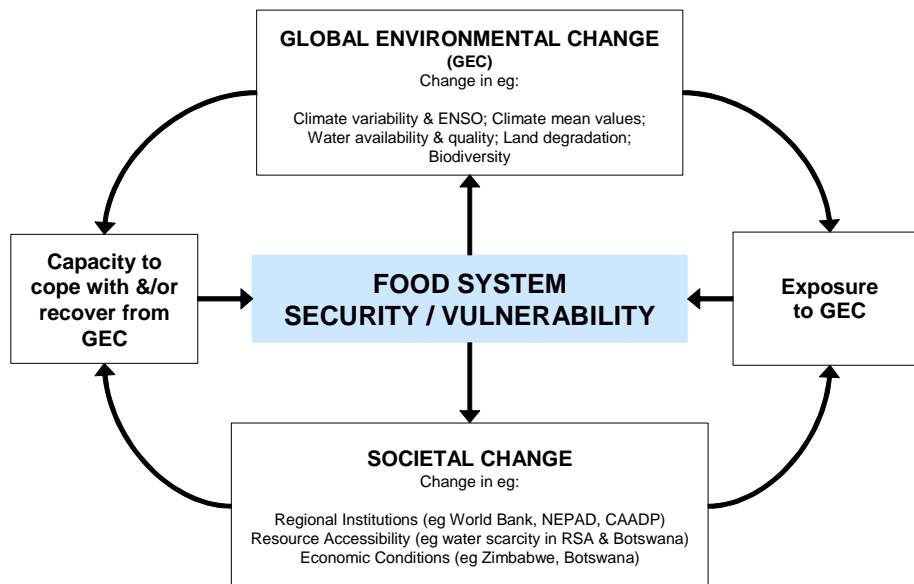 GLOBAL ENVIRONMENTAL CHANGE
(GEC)
Change in eg:
Climate variability & ENSO; Climate mean values;
Water availability & quality; Land degradation;
Biodiversity
Capacity to
cope with &/or
recover from
GEC
FOOD SYSTEM
SECURITY / VULNERABILITY
Exposure
to GEC
SOCIETAL CHANGE
Change in eg:
Regional Institutions (eg World Bank, NEPAD, CAADP)
Resource Accessibility (eg water scarcity in RSA & Botswana)
Economic Conditions (eg Zimbabwe, Botswana)